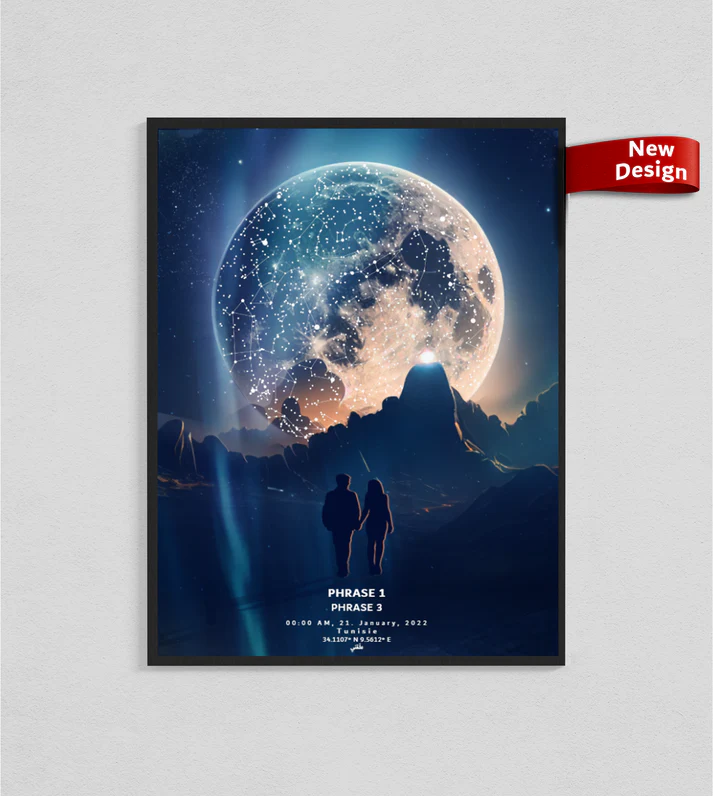 New
Design
PHRASE 1
PHRASE 3
00:00 AM, 21. January, 2022
Tunisie
34.1107° N 9.5612° E